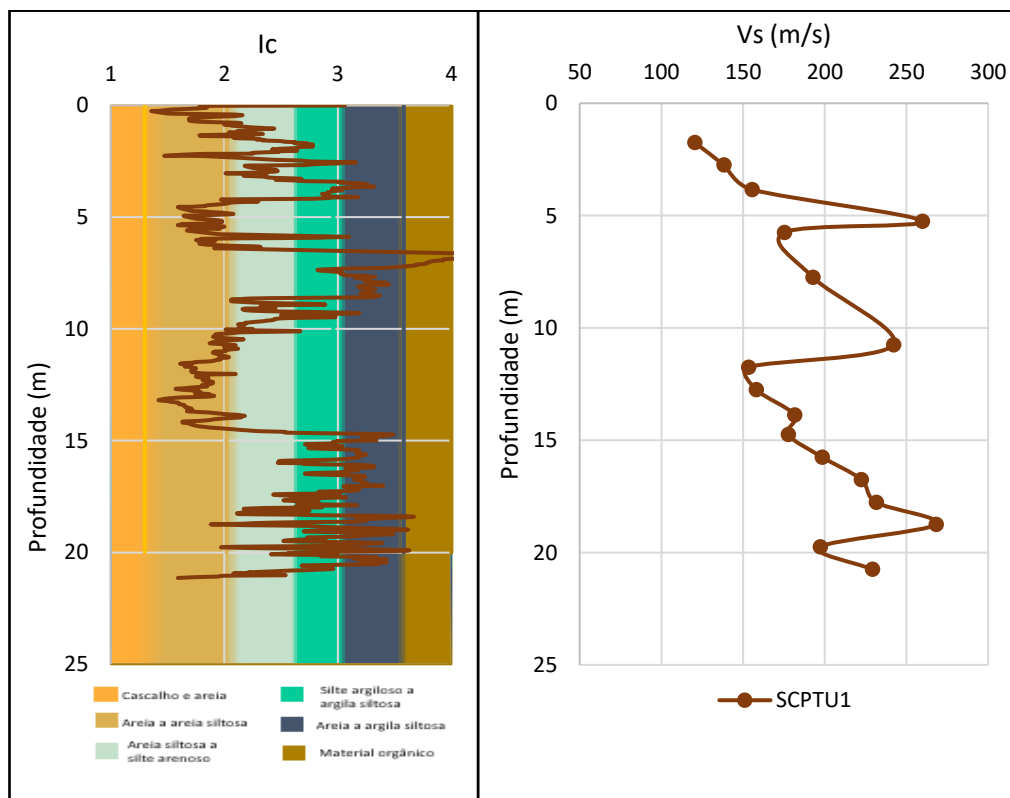 Ic
1 2 3 4
0
5
10
15
20
25
Profundidade (m)
Cascalho e areia
Areia a areia siltosa
Areia siltosa a
silte arenoso
Silte argiloso a
argila siltosa
Areia a argila siltosa
Material orgânico
Vs (m/s)
50 100 150 200 250 300
0
5
10
15
20
25
Profundidade (m)
SCPTU1